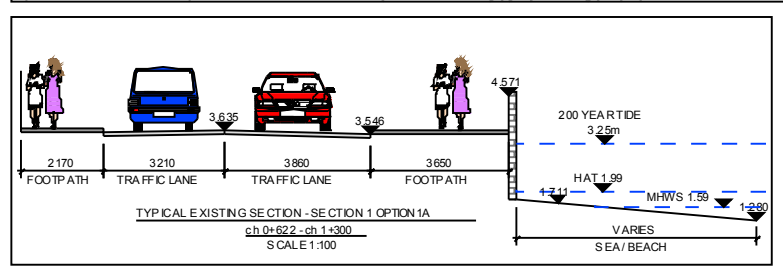 4.571
200 YEAR TIDE
3.25m
3.635
3.546
HAT 1.99
1.711
MHWS 1.59
1.280
2170
3210
3860
3650
FOOTPATH
TRAFFIC LANE
TRAFFIC LANE
FOOTPATH
TYPICAL EXISTING SECTION - SECTION 1 OPTION 1A
ch 0+622 - ch 1+300
SCALE 1:100
VARIES
SEA / BEACH